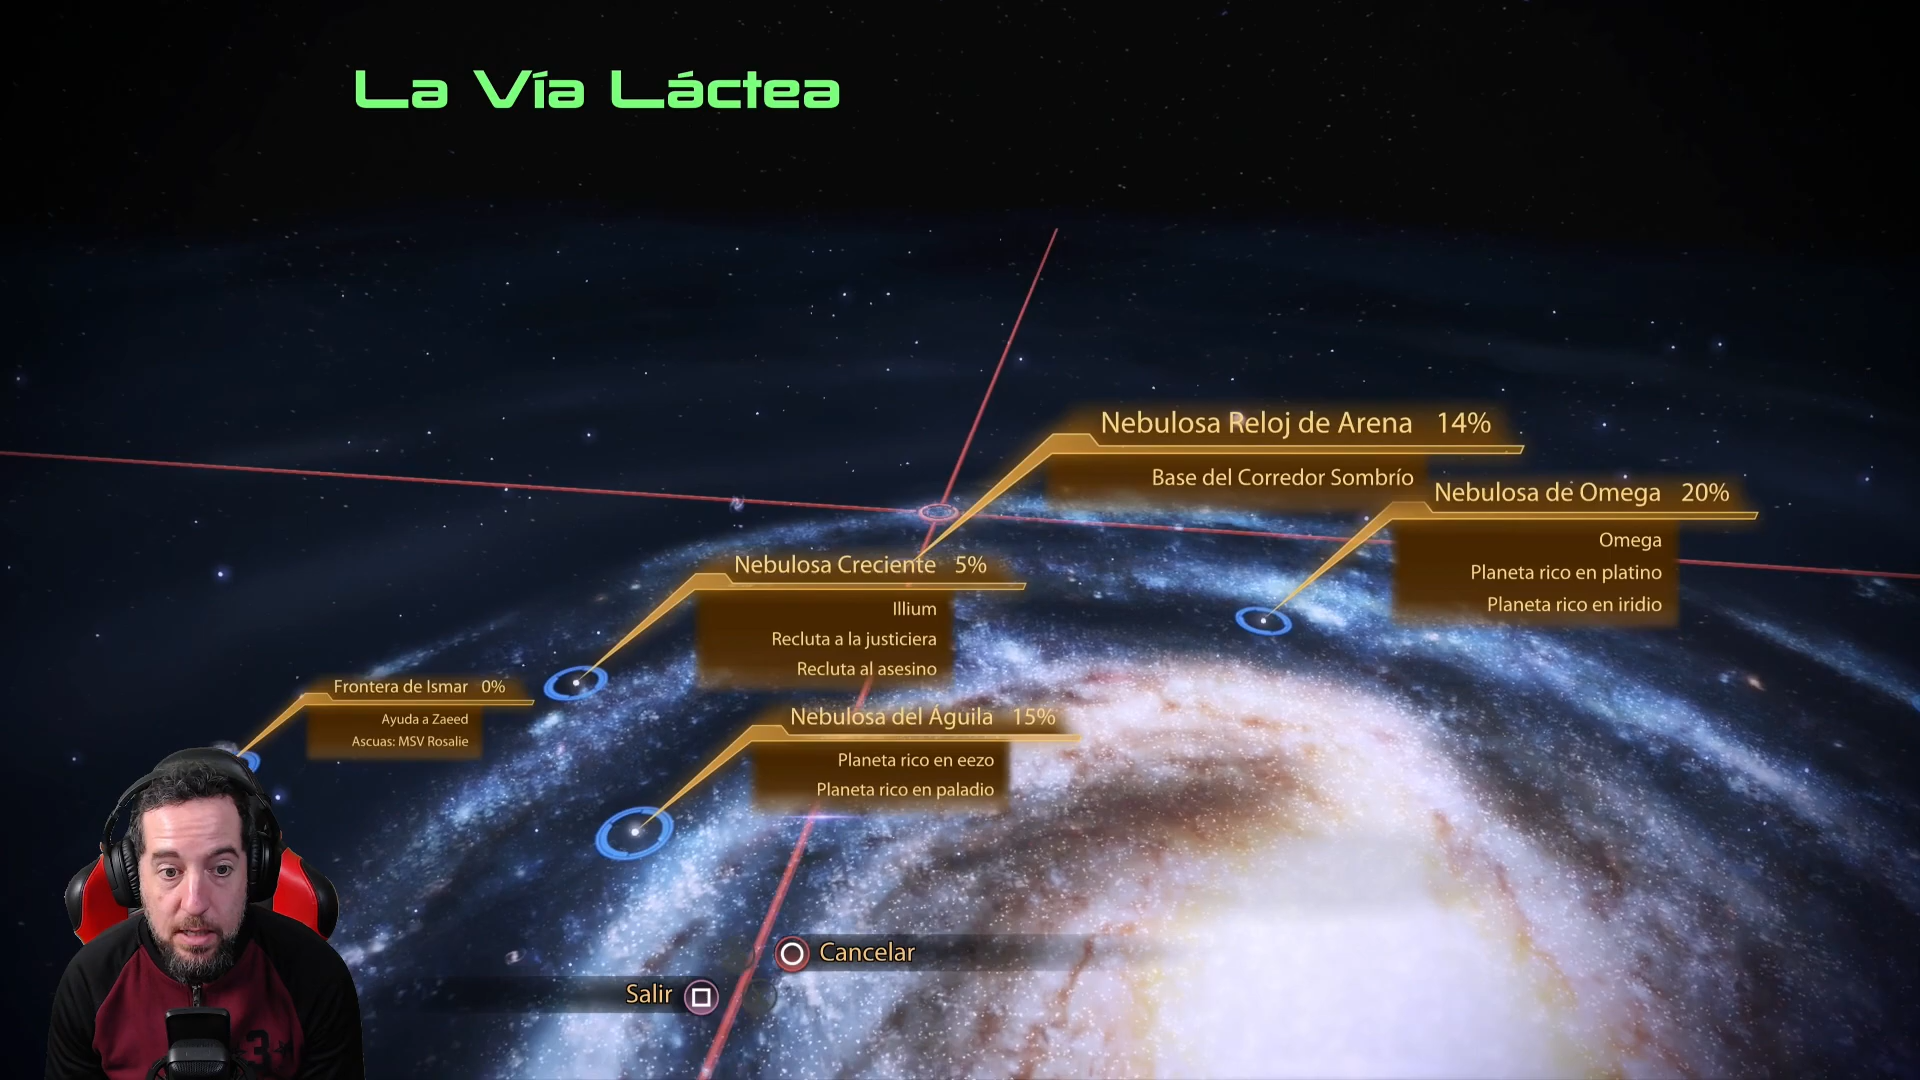 La Vía Láctea
Nebulosa Reloj de Arena 14%
Base del Corredor Sombrío
Nebulosa de Omega 20%
Omega
Planeta rico en platino
Planeta rico en iridio
Nebulosa Creciente 5%
Illium
Recluta a la justiciera
Recluta al asesino
Frontera de Ismar 0%
Ayuda a Zaeed
Ascuas: MSV Rosalie
Nebulosa del Águila 15%
Planeta rico en eezo
Planeta rico en paladio
Cancelar
Salir
3